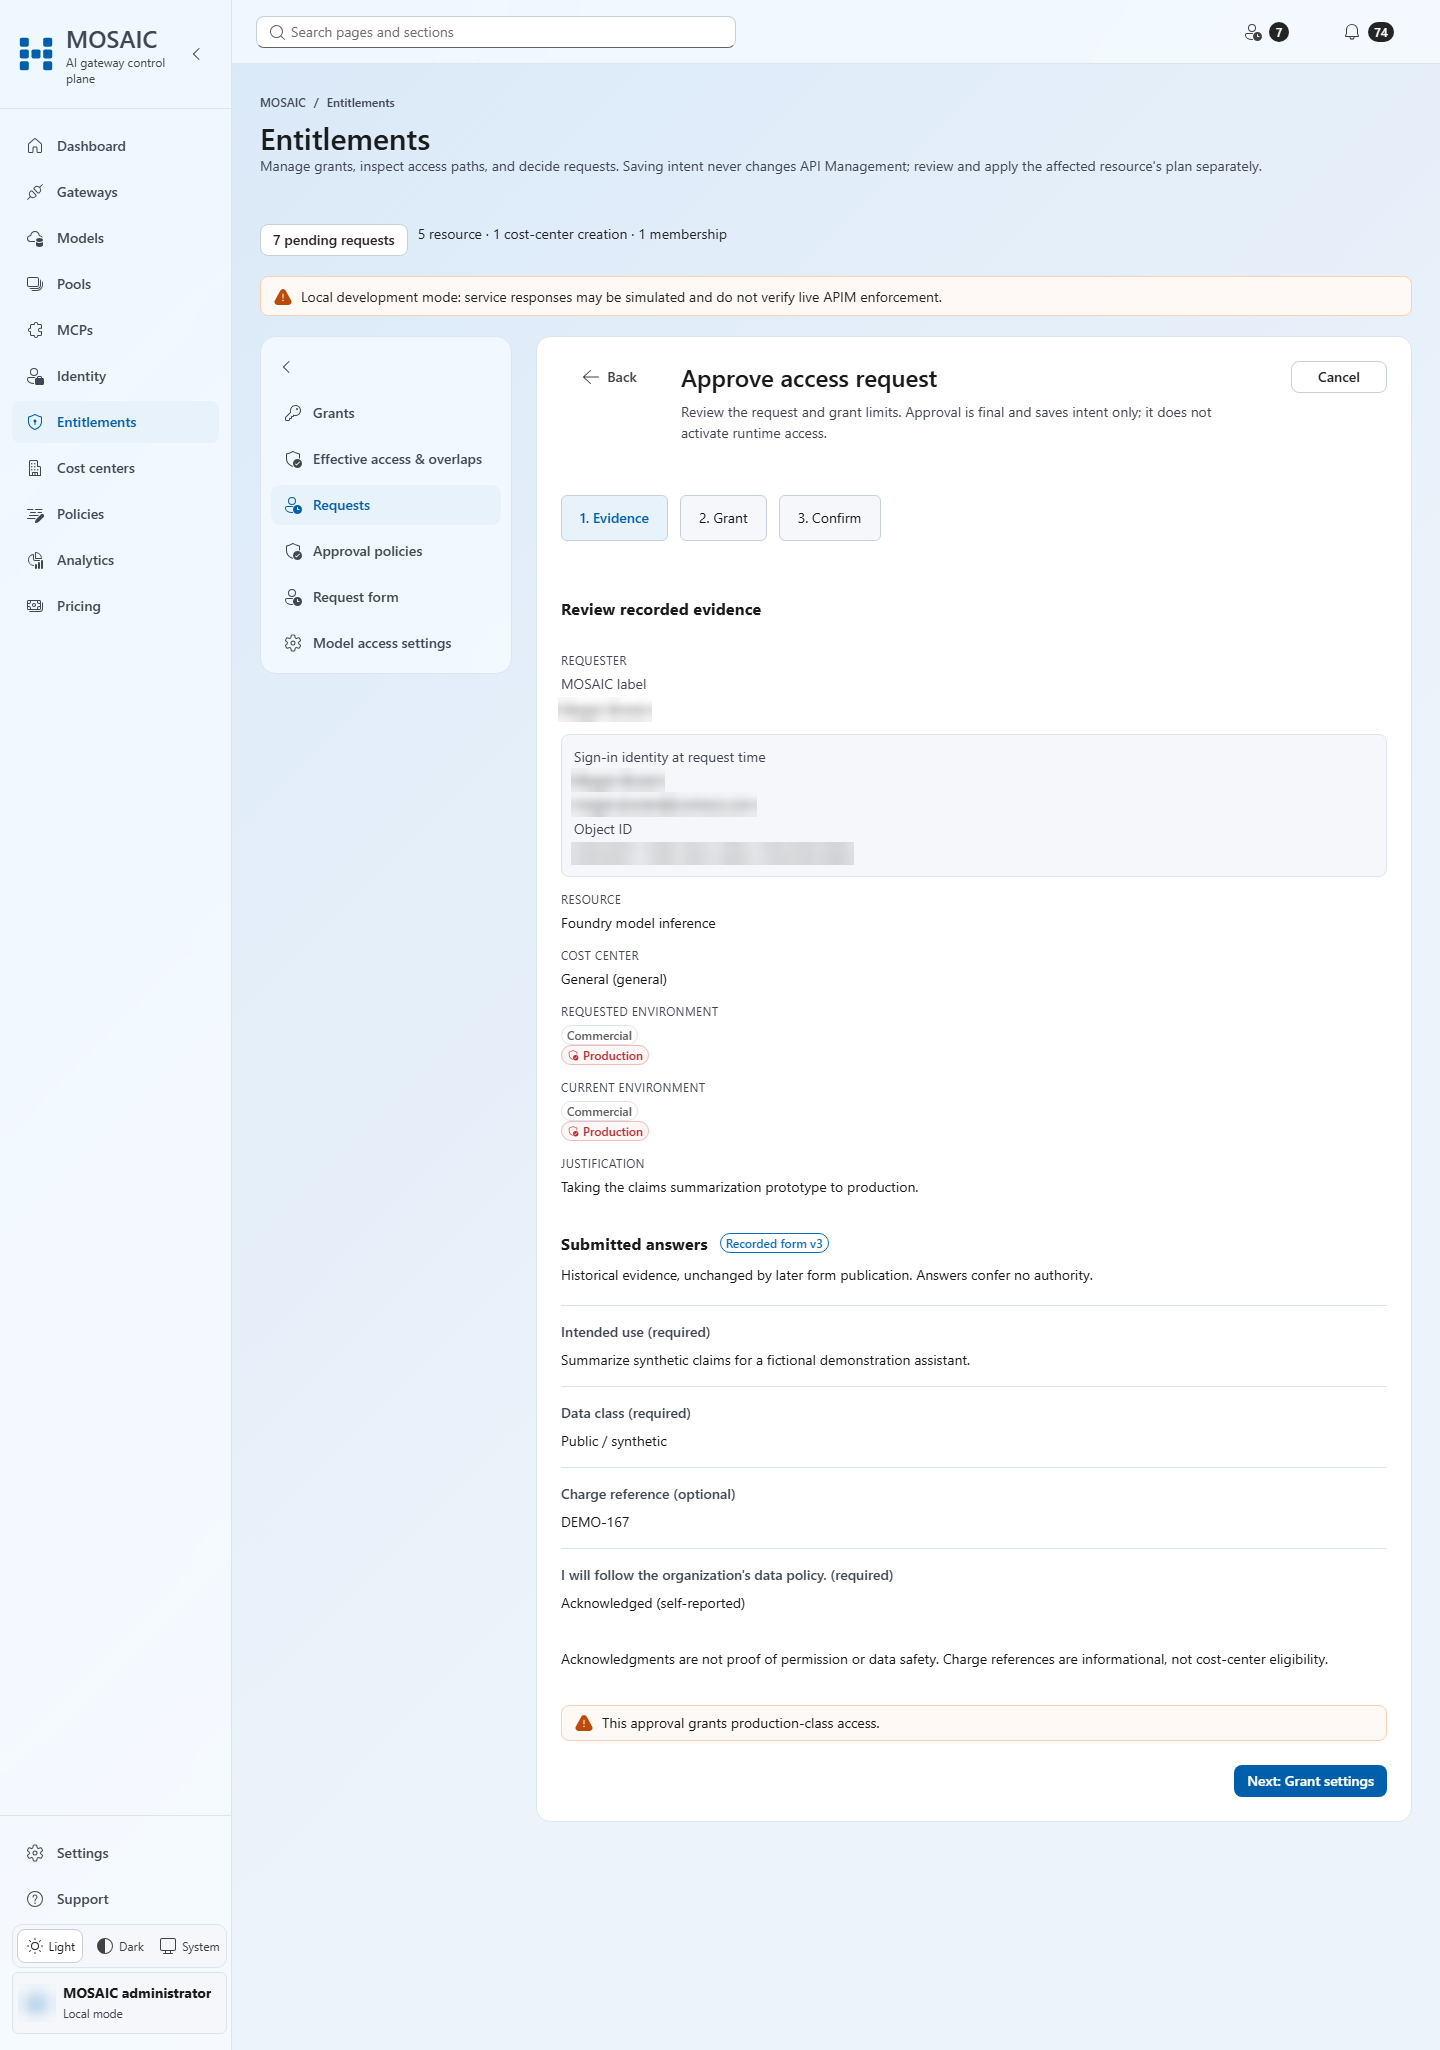 MOSAIC
AI gateway control
plane
Search pages and sections
7
74
Dashboard
Gateways
Models
Pools
MCPs
Identity
Entitlements
Cost centers
Policies
Analytics
Pricing
MOSAIC / Entitlements
Entitlements
Manage grants, inspect access paths, and decide requests. Saving intent never changes API Management; review and apply the affected resource's plan separately.
7 pending requests
5 resource · 1 cost-center creation · 1 membership
Local development mode: service responses may be simulated and do not verify live APIM enforcement.
Grants
Effective access & overlaps
Requests
Approval policies
Request form
Model access settings
Back
Approve access request
Cancel
Review the request and grant limits. Approval is final and saves intent only; it does not
activate runtime access.
1. Evidence
2. Grant
3. Confirm
Review recorded evidence
REQUESTER
MOSAIC label
Sign-in identity at request time
Object ID
RESOURCE
Foundry model inference
COST CENTER
General (general)
REQUESTED ENVIRONMENT
Commercial
Production
CURRENT ENVIRONMENT
Commercial
Production
JUSTIFICATION
Taking the claims summarization prototype to production.
Submitted answers
Recorded form v3
Historical evidence, unchanged by later form publication. Answers confer no authority.
Intended use (required)
Summarize synthetic claims for a fictional demonstration assistant.
Data class (required)
Public / synthetic
Charge reference (optional)
DEMO-167
I will follow the organization's data policy. (required)
Acknowledged (self-reported)
Acknowledgments are not proof of permission or data safety. Charge references are informational, not cost-center eligibility.
This approval grants production-class access.
Next: Grant settings
Settings
Support
Light
Dark
System
MOSAIC administrator
Local mode